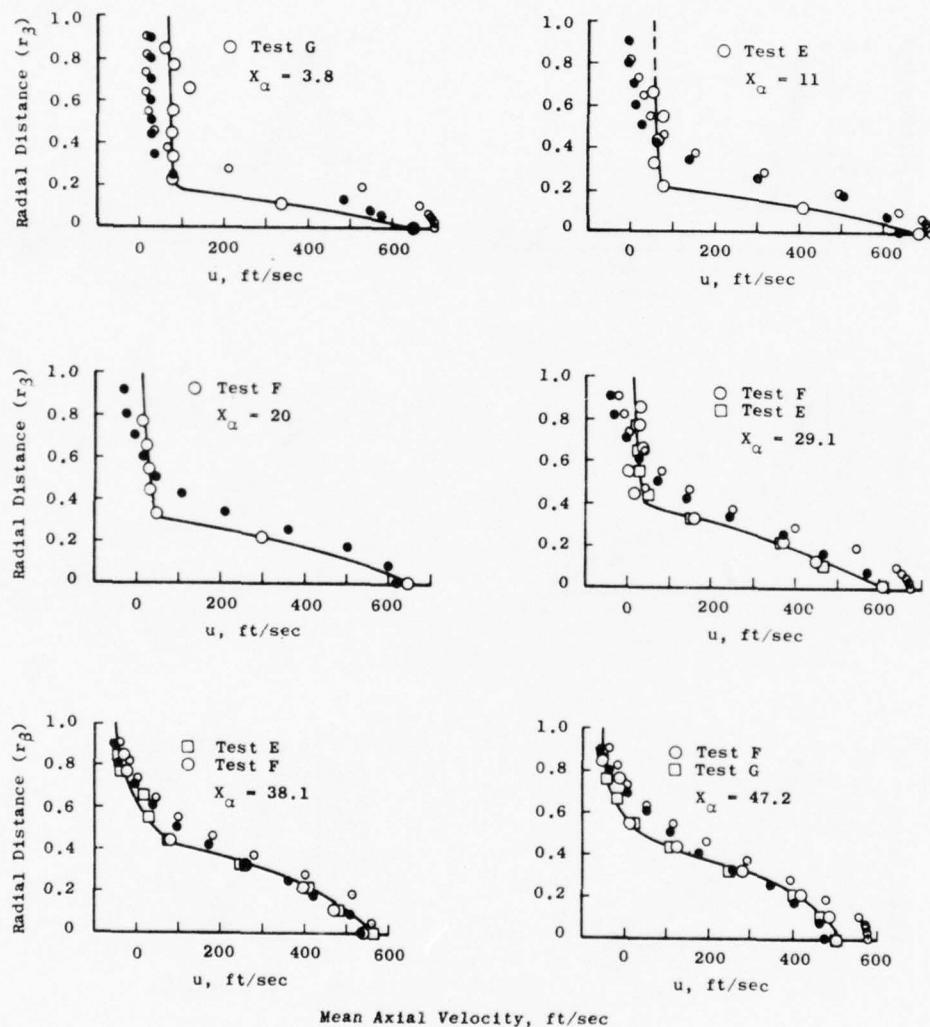 1.0
0.8
0.6
0.4
0.2
0
Radial Distance (rβ)
Test G
Xα = 3.8
0 200 400 600
u, ft/sec
1.0
0.8
0.6
0.4
0.2
0
Test E
Xα = 11
0 200 400 600
u, ft/sec
1.0
0.8
0.6
0.4
0.2
0
Radial Distance (rβ)
Test F
Xα = 20
0 200 400 600
u, ft/sec
1.0
0.8
0.6
0.4
0.2
0
Test F
Test E
Xα = 29.1
0 200 400 600
u, ft/sec
1.0
0.8
0.6
0.4
0.2
0
Radial Distance (rβ)
Test E
Test F
Xα = 38.1
0 200 400 600
u, ft/sec
1.0
0.8
0.6
0.4
0.2
0
Test F
Test G
Xα = 47.2
0 200 400 600
u, ft/sec
Mean Axial Velocity, ft/sec